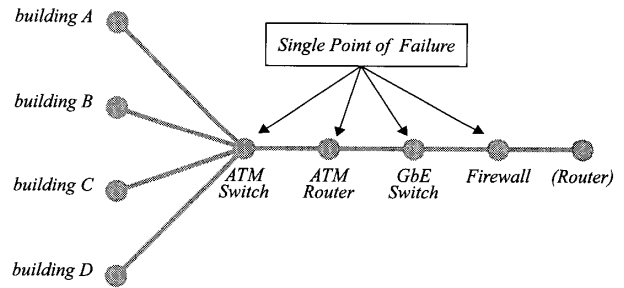 building A
Single Point of Failure
building B
building C
ATM
Switch
ATM
Router
GbE
Switch
Firewall
(Router)
building D